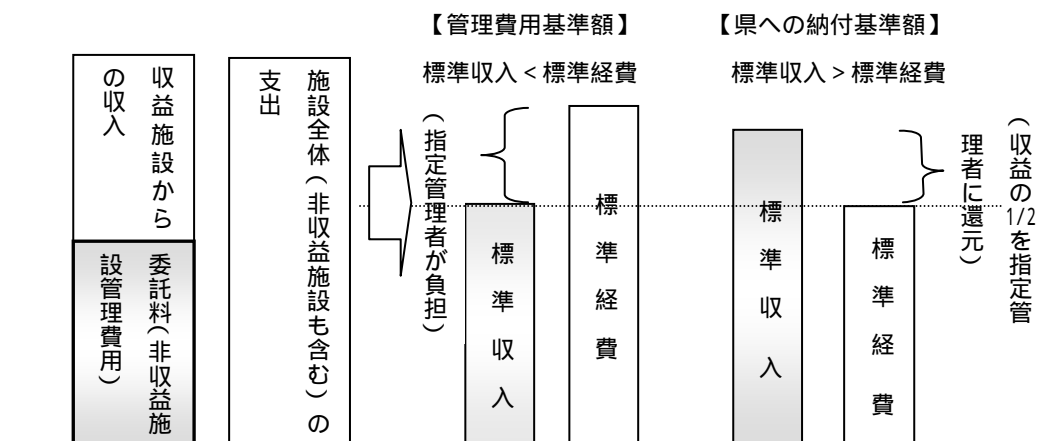 【管理費用基準額】
【県への納付基準額】
標準収入<標準経費
標準収入>標準経費
収益施設から
の収入
委託料(非収益施
設管理費用)
施設全体(非収益施設も含む)の
支出
(指定管理者が負担)
標準収入
標準経費
標準収入
標準経費
(収益の1/2を指定管
理者に還元)